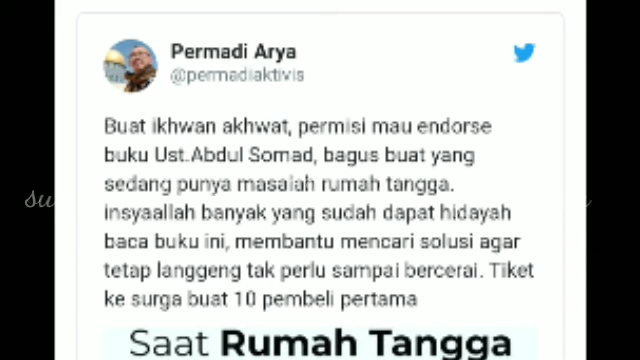 Permadi Arya
@permadiaktivis
Buat ikhwan akhwat, permisi mau endorse
buku Ust.Abdul Somad, bagus buat yang
sedang punya masalah rumah tangga.
insyaallah banyak yang sudah dapat hidayah
baca buku ini, membantu mencari solusi agar
tetap langgeng tak perlu sampai bercerai. Tiket
ke surga buat 10 pembeli pertama
Saat Rumah Tangga